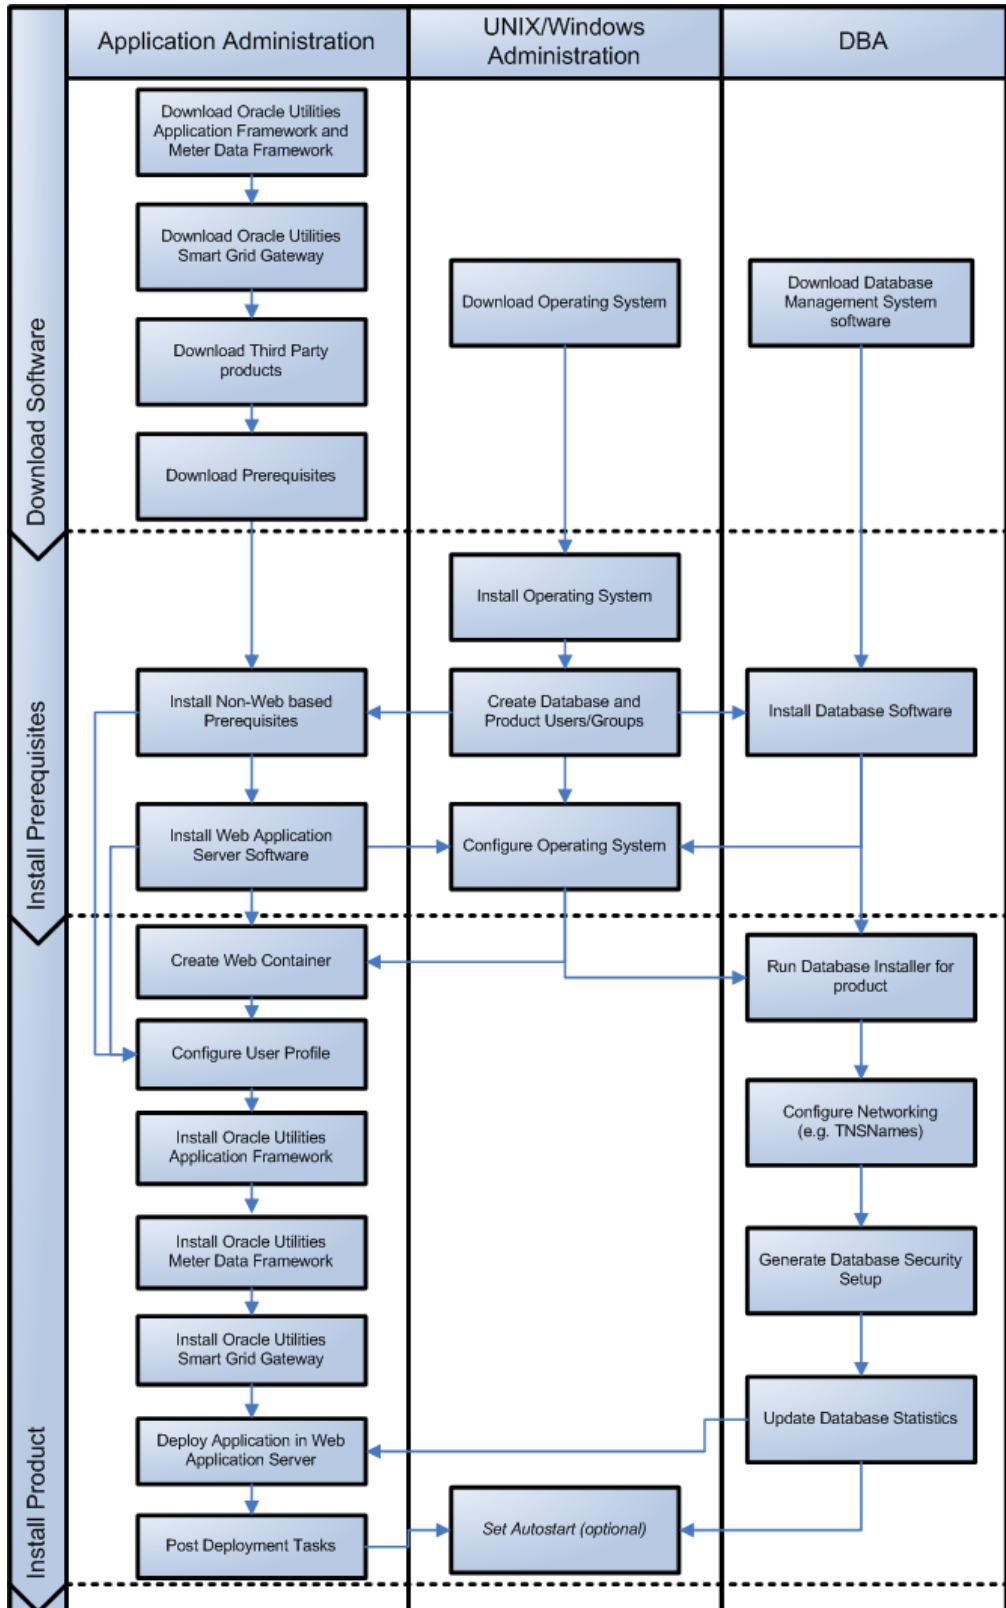 Application Administration
UNIX/Windows
Administration
DBA
Download Software
Download Oracle Utilities
Application Framework and
Meter Data Framework
Download Oracle Utilities
Smart Grid Gateway
Download Third Party
products
Download Prerequisites
Download Operating System
Download Database
Management System
software
Install Prerequisites
Install Operating System
Install Non-Web based
Prerequisites
Create Database and
Product Users/Groups
Install Database Software
Install Web Application
Server Software
Configure Operating System
Install Product
Create Web Container
Run Database Installer for
product
Configure User Profile
Configure Networking
(e.g. TNSNames)
Install Oracle Utilities
Application Framework
Install Oracle Utilities
Meter Data Framework
Generate Database Security
Setup
Install Oracle Utilities
Smart Grid Gateway
Update Database Statistics
Deploy Application in Web
Application Server
Post Deployment Tasks
Set Autostart (optional)